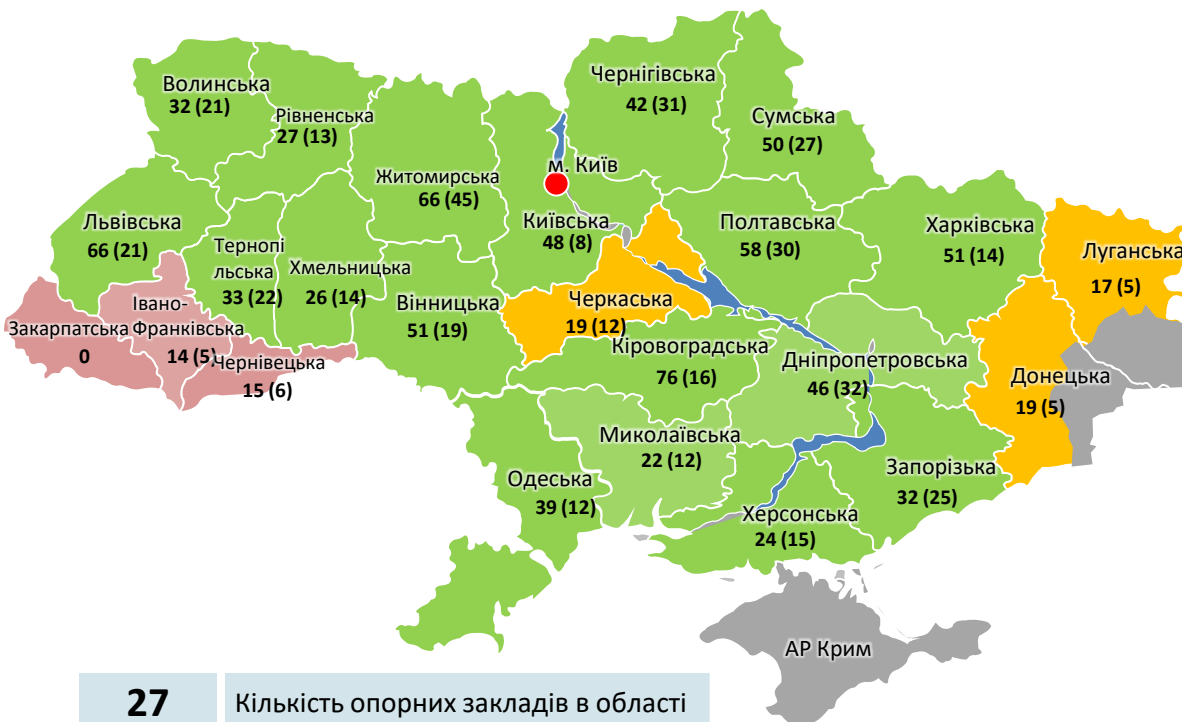 Волинська
32 (21)
Рівненська
27 (13)
Житомирська
66 (45)
Чернігівська
42 (31)
Сумська
50 (27)
м. Київ
Київська
48 (8)
Львівська
66 (21)
Тернопі
льська
33 (22)
Хмельницька
26 (14)
Вінницька
51 (19)
Полтавська
58 (30)
Харківська
51 (14)
Луганська
17 (5)
Закарпатська
0
Івано-
Франківська
14 (5)
Чернівецька
15 (6)
Черкаська
19 (12)
Кіровоградська
76 (16)
Дніпропетровська
46 (32)
Донецька
19 (5)
Миколаївська
22 (12)
Одеська
39 (12)
Запорізька
32 (25)
Херсонська
24 (15)
АР Крим
27 Кількість опорних закладів в області